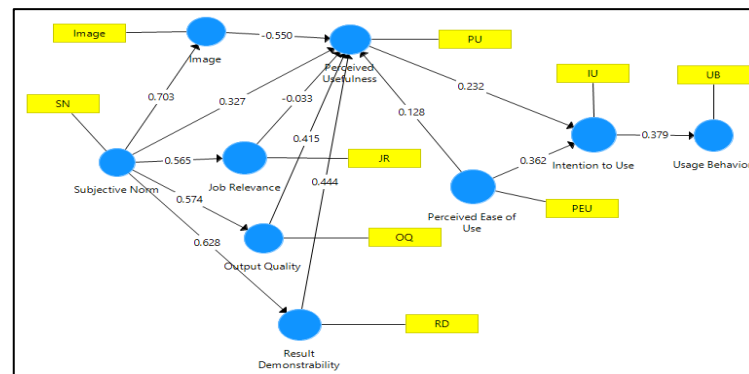 Image
-0.550
PU
Image
Perceived
Usefulness
IU
UB
SN
0.703
0.327
-0.033
0.232
0.415
0.128
0.565
JR
0.379
Subjective Norm
Job Relevance
0.444
0.362
Intention to Use
Usage Behavior
0.574
Perceived Ease of
Use
PEU
0.628
OQ
Output Quality
RD
Result
Demonstrability